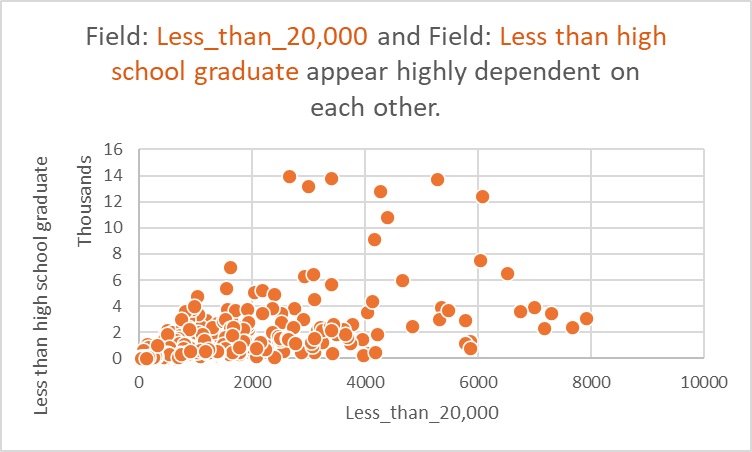 Field: Less_than_20,000 and Field: Less than high
school graduate appear highly dependent on
each other.
Less than high school graduate
Thousands
16
14
12
10
8
6
4
2
0
0
2000
4000
6000
8000
10000
Less_than_20,000